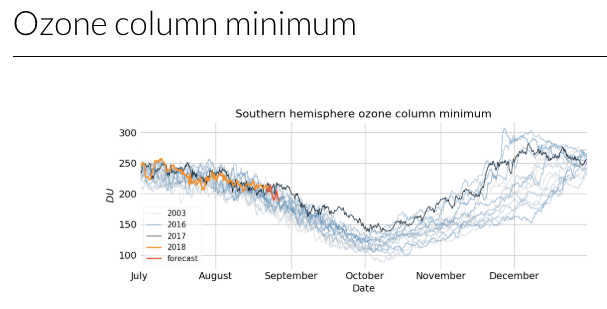 Ozone column minimum
Southern hemisphere ozone column minimum
300
250
200
150
100
DU
2003
2016
2017
2018
forecast
July August September October November December
Date